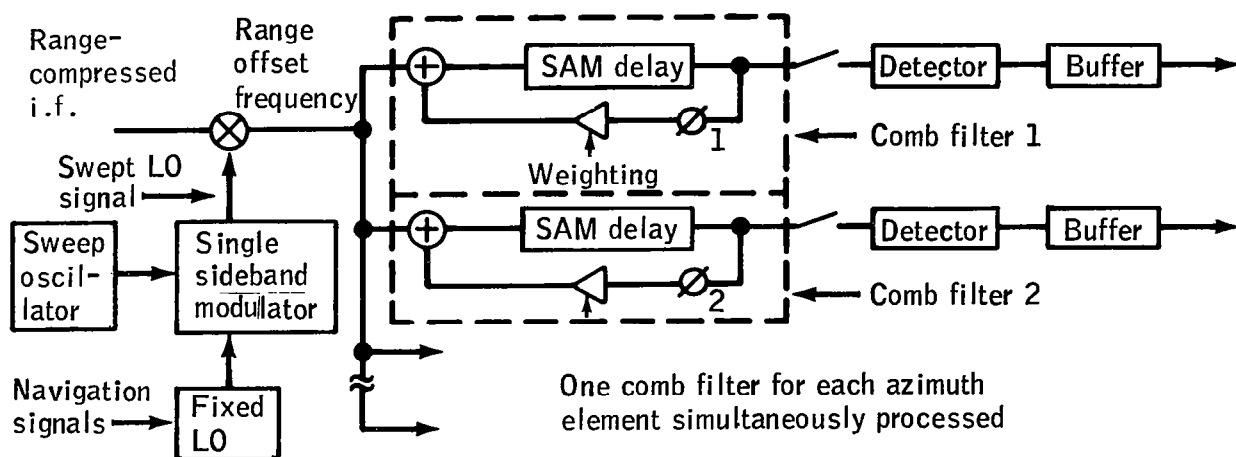 Range-
compressed
i.f.
Range
offset
frequency
SAM delay
1
Weighting
Detector
Buffer
Comb filter 1
Swept LO
signal
Sweep
oscil-
lator
Single
sideband
modulator
SAM delay
2
Detector
Buffer
Comb filter 2
Navigation
signals
Fixed
LO
One comb filter for each azimuth
element simultaneously processed